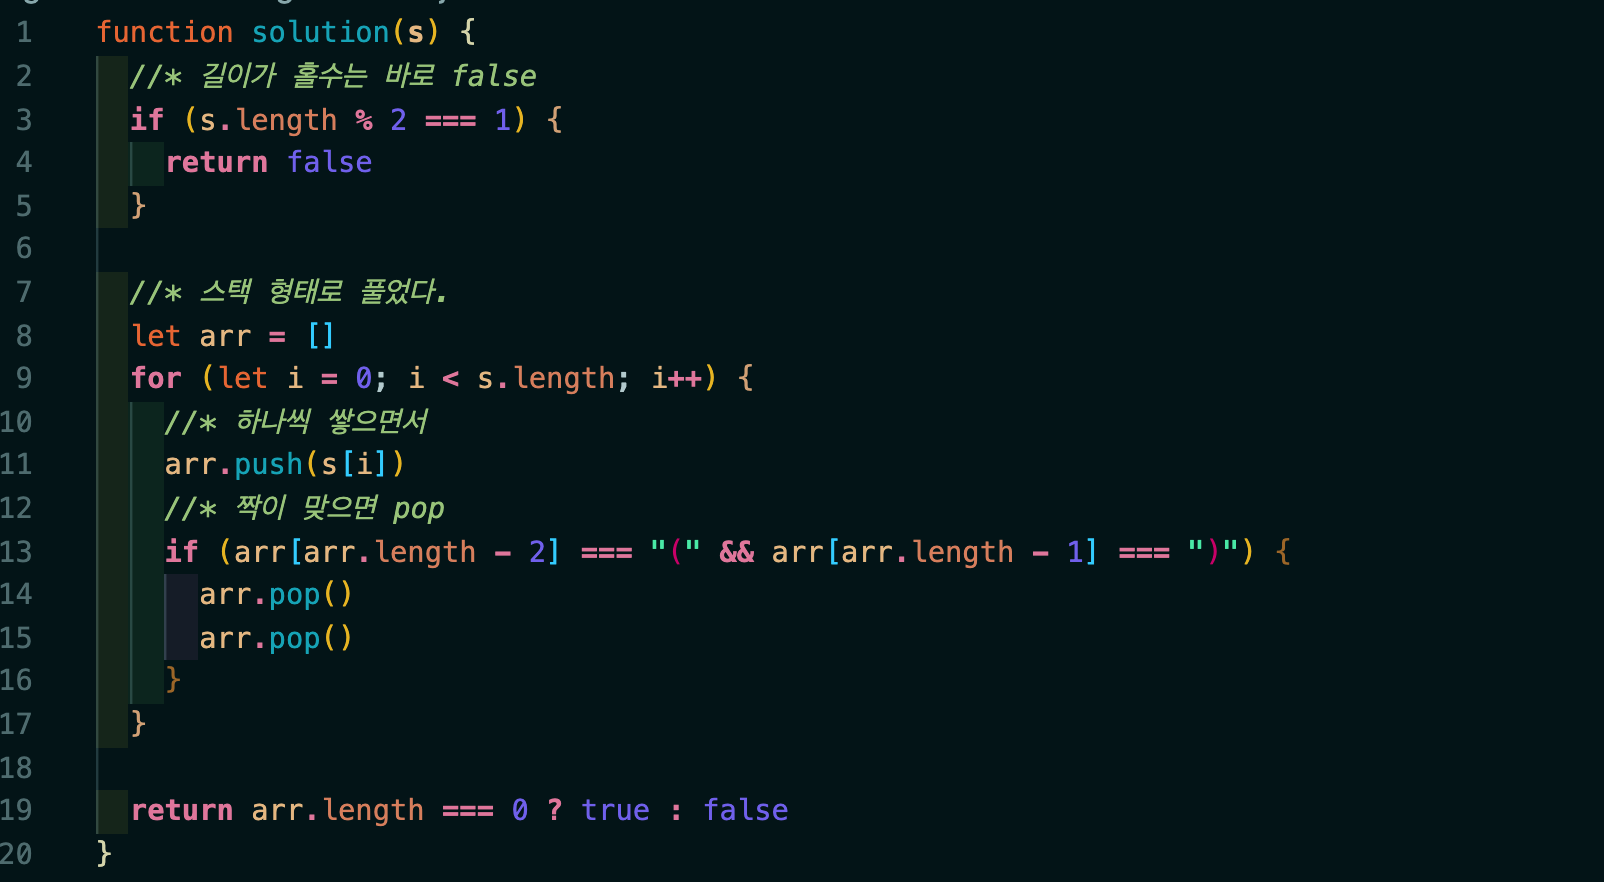 1 function solution(s) {
2 //* 길이가 홀수는 바로 false
3 if (s.length % 2 === 1) {
4 return false
5 }
6
7 //* 스택 형태로 풀었다.
8 let arr = []
9 for (let i = 0; i < s.length; i++) {
10 //* 하나씩 쌓으면서
11 arr.push(s[i])
12 //* 짝이 맞으면 pop
13 if (arr[arr.length - 2] === "(" && arr[arr.length - 1] === ")") {
14 arr.pop()
15 arr.pop()
16 }
17 }
18
19 return arr.length === 0 ? true : false
20 }